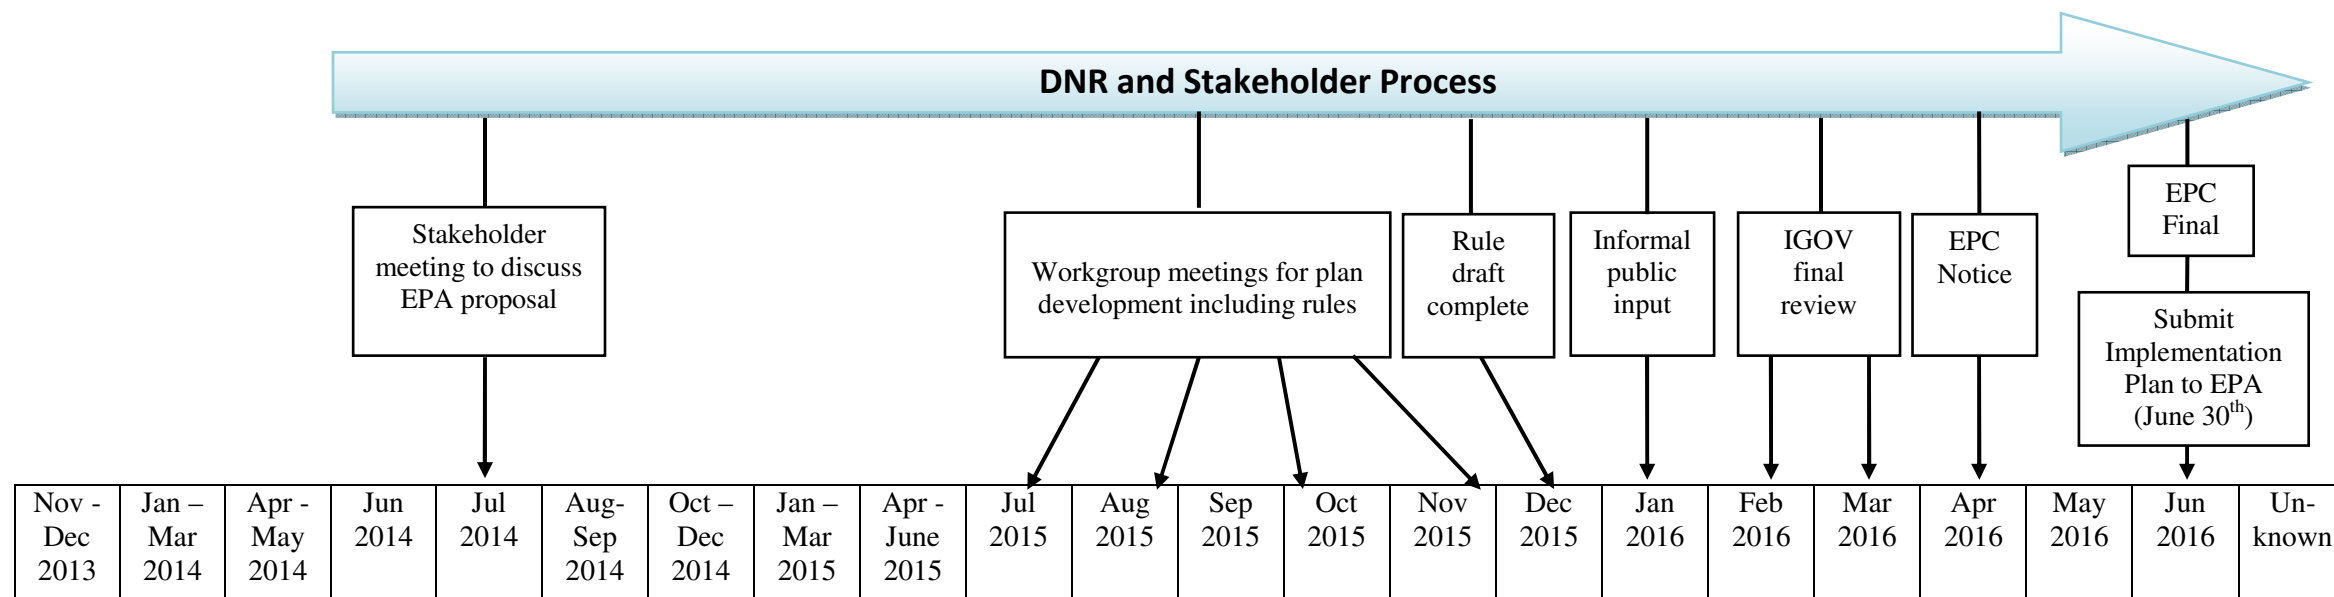 DNR and Stakeholder Process
Stakeholder
meeting to discuss
EPA proposal
Workgroup meetings for plan
development including rules
Rule
draft
complete
Informal
public
input
IGOV
final
review
EPC
Notice
EPC
Final
Submit
Implementation
Plan to EPA
(June 30th)
Nov -
Dec
2013
Jan –
Mar
2014
Apr -
May
2014
Jun
2014
Jul
2014
Aug-
Sep
2014
Oct –
Dec
2014
Jan –
Mar
2015
Apr -
June
2015
Jul
2015
Aug
2015
Sep
2015
Oct
2015
Nov
2015
Dec
2015
Jan
2016
Feb
2016
Mar
2016
Apr
2016
May
2016
Jun
2016
Un-
known